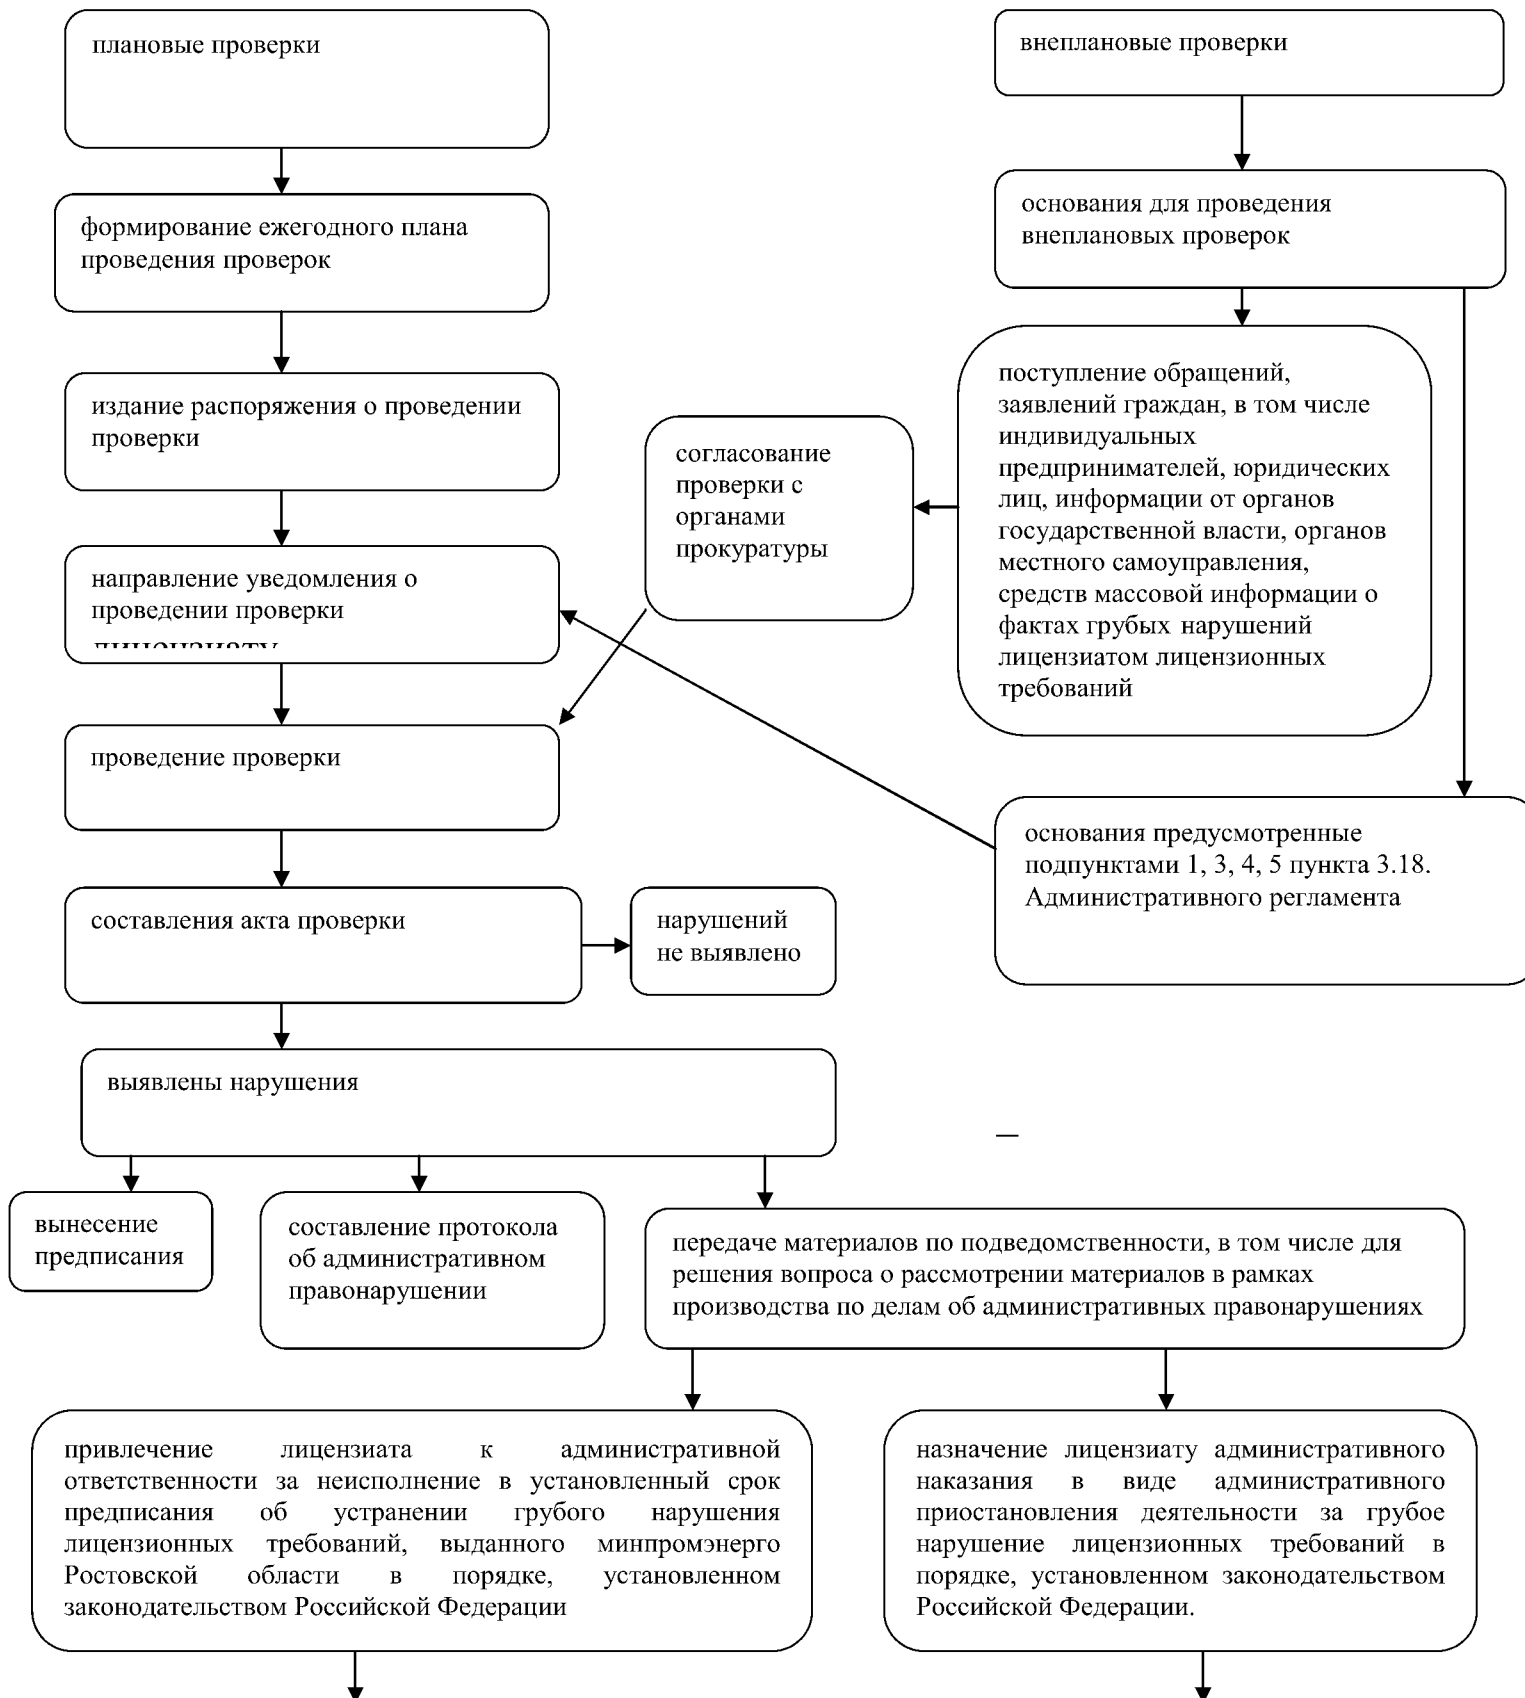 плановые проверки
внеплановые проверки
формирование ежегодного плана
проведения проверок
основания для проведения
внеплановых проверок
издание распоряжения о проведении
проверки
согласование
проверки с
органами
прокуратуры
поступление обращений,
заявлений граждан, в том числе
индивидуальных
предпринимателей, юридических
лиц, информации от органов
государственной власти, органов
местного самоуправления,
средств массовой информации о
фактах грубых нарушений
лицензиатом лицензионных
требований
направление уведомления о
проведении проверки
лицензиату
проведение проверки
основания предусмотренные
подпунктами 1, 3, 4, 5 пункта 3.18.
Административного регламента
составления акта проверки
нарушений
не выявлено
выявлены нарушения
вынесение
предписания
составление протокола
об административном
правонарушении
передаче материалов по подведомственности, в том числе для
решения вопроса о рассмотрении материалов в рамках
производства по делам об административных правонарушениях
привлечение лицензиата к административной
ответственности за неисполнение в установленный срок
предписания об устранении грубого нарушения
лицензионных требований, выданного минпромэнерго
Ростовской области в порядке, установленном
законодательством Российской Федерации
назначение лицензиату административного
наказания в виде административного
приостановления деятельности за грубое
нарушение лицензионных требований в
порядке, установленном законодательством
Российской Федерации.